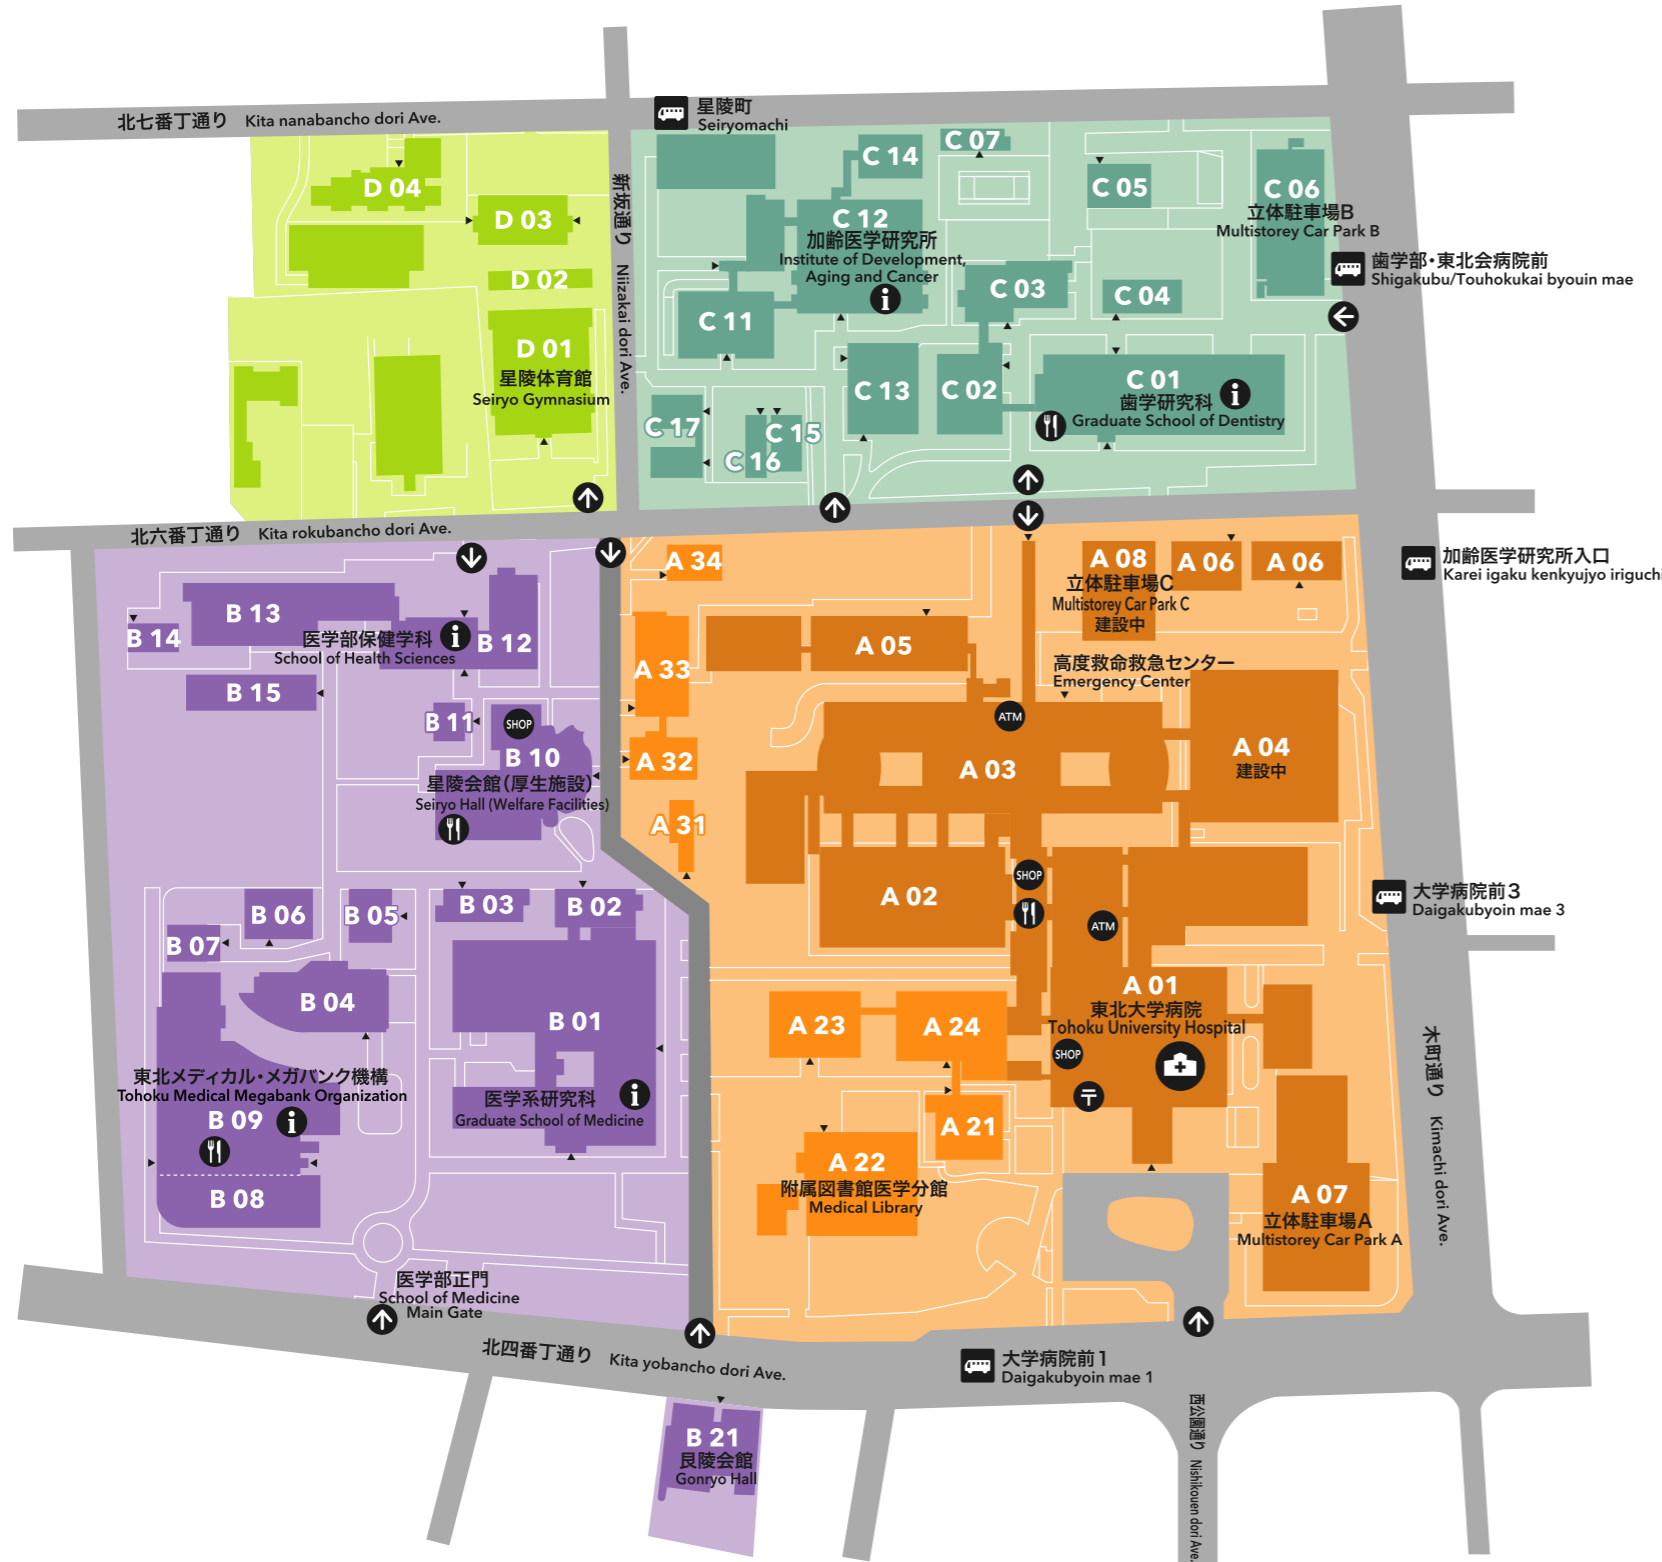 星陵町
Seiryomachi
北七番丁通り Kita nanabancho dori Ave.
新坂通り Niizakai dori Ave.
D 04
D 03
D 02
D 01
星陵体育館
Seiryo Gymnasium
C 14
C 07
C 05
C 06
立体駐車場B
Multistorey Car Park B
C 12
加齢医学研究所
Institute of Development,
Aging and Cancer
歯学部・東北会病院前
Shigakubu/Touhokukai byouin mae
C 03
C 04
C 11
C 13
C 02
C 01
歯学研究科
Graduate School of Dentistry
C 17
C 15
C 16
北六番丁通り Kita rokubancho dori Ave.
A 34
A 08
立体駐車場C
Multistorey Car Park C
建設中
A 06
A 06
加齢医学研究所入口
Karei igaku kenkyujyo iriguchi
B 13
B 14
医学部保健学科
School of Health Sciences
B 12
B 15
B 11
SHOP
B 10
星陵会館(厚生施設)
Seiryo Hall (Welfare Facilities)
A 33
A 05
高度救命救急センター
Emergency Center
ATM
A 32
A 03
A 04
建設中
A 31
A 02
SHOP
ATM
大学病院前3
Daigakubyoin mae 3
B 06
B 05
B 03
B 02
B 07
B 04
B 01
医学系研究科
Graduate School of Medicine
東北メディカル・メガバンク機構
Tohoku Medical Megabank Organization
B 09
B 08
A 23
A 24
A 01
東北大学病院
Tohoku University Hospital
SHOP
〒
木町通り Kimachi dori Ave.
A 21
A 22
附属図書館医学分館
Medical Library
A 07
立体駐車場A
Multistorey Car Park A
医学部正門
School of Medicine
Main Gate
北四番丁通り Kita yobancho dori Ave.
大学病院前1
Daigakubyoin mae 1
西公園通り Nishikouen dori Ave.
B 21
艮陵会館
Gonryo Hall